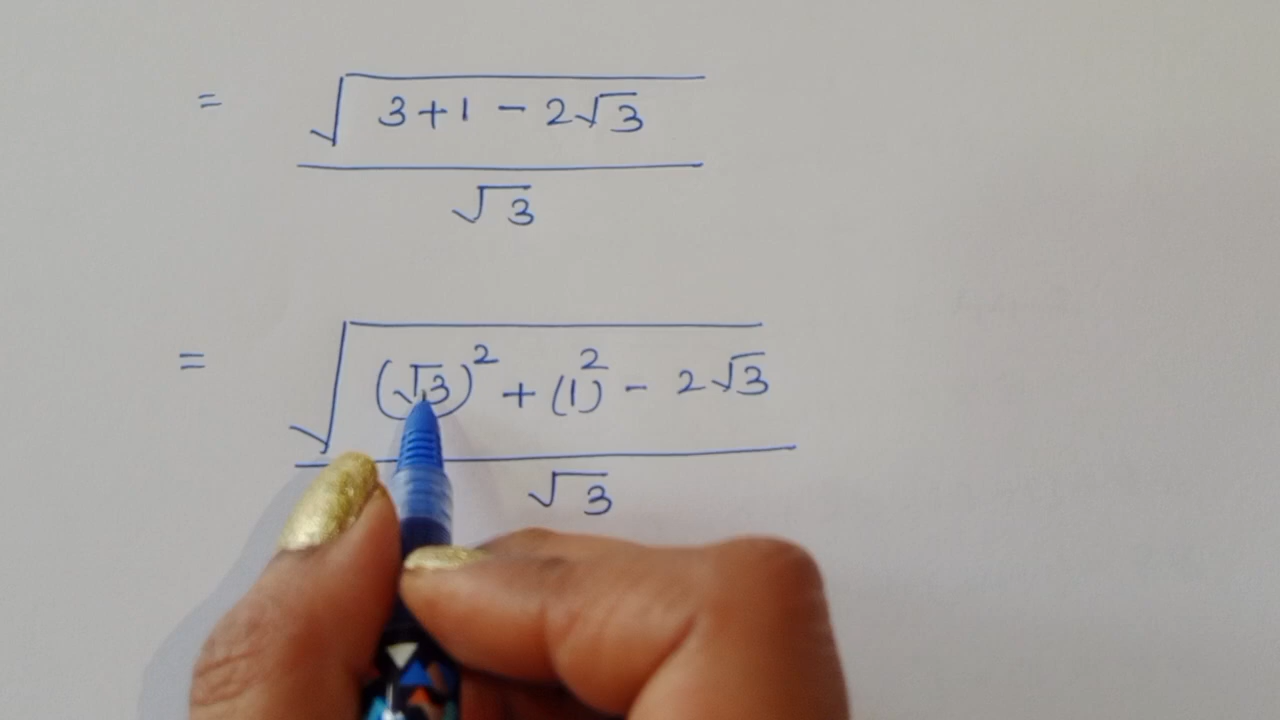 = √3+1-2√3
√3
= √(√3)² + (1)² - 2√3
√3